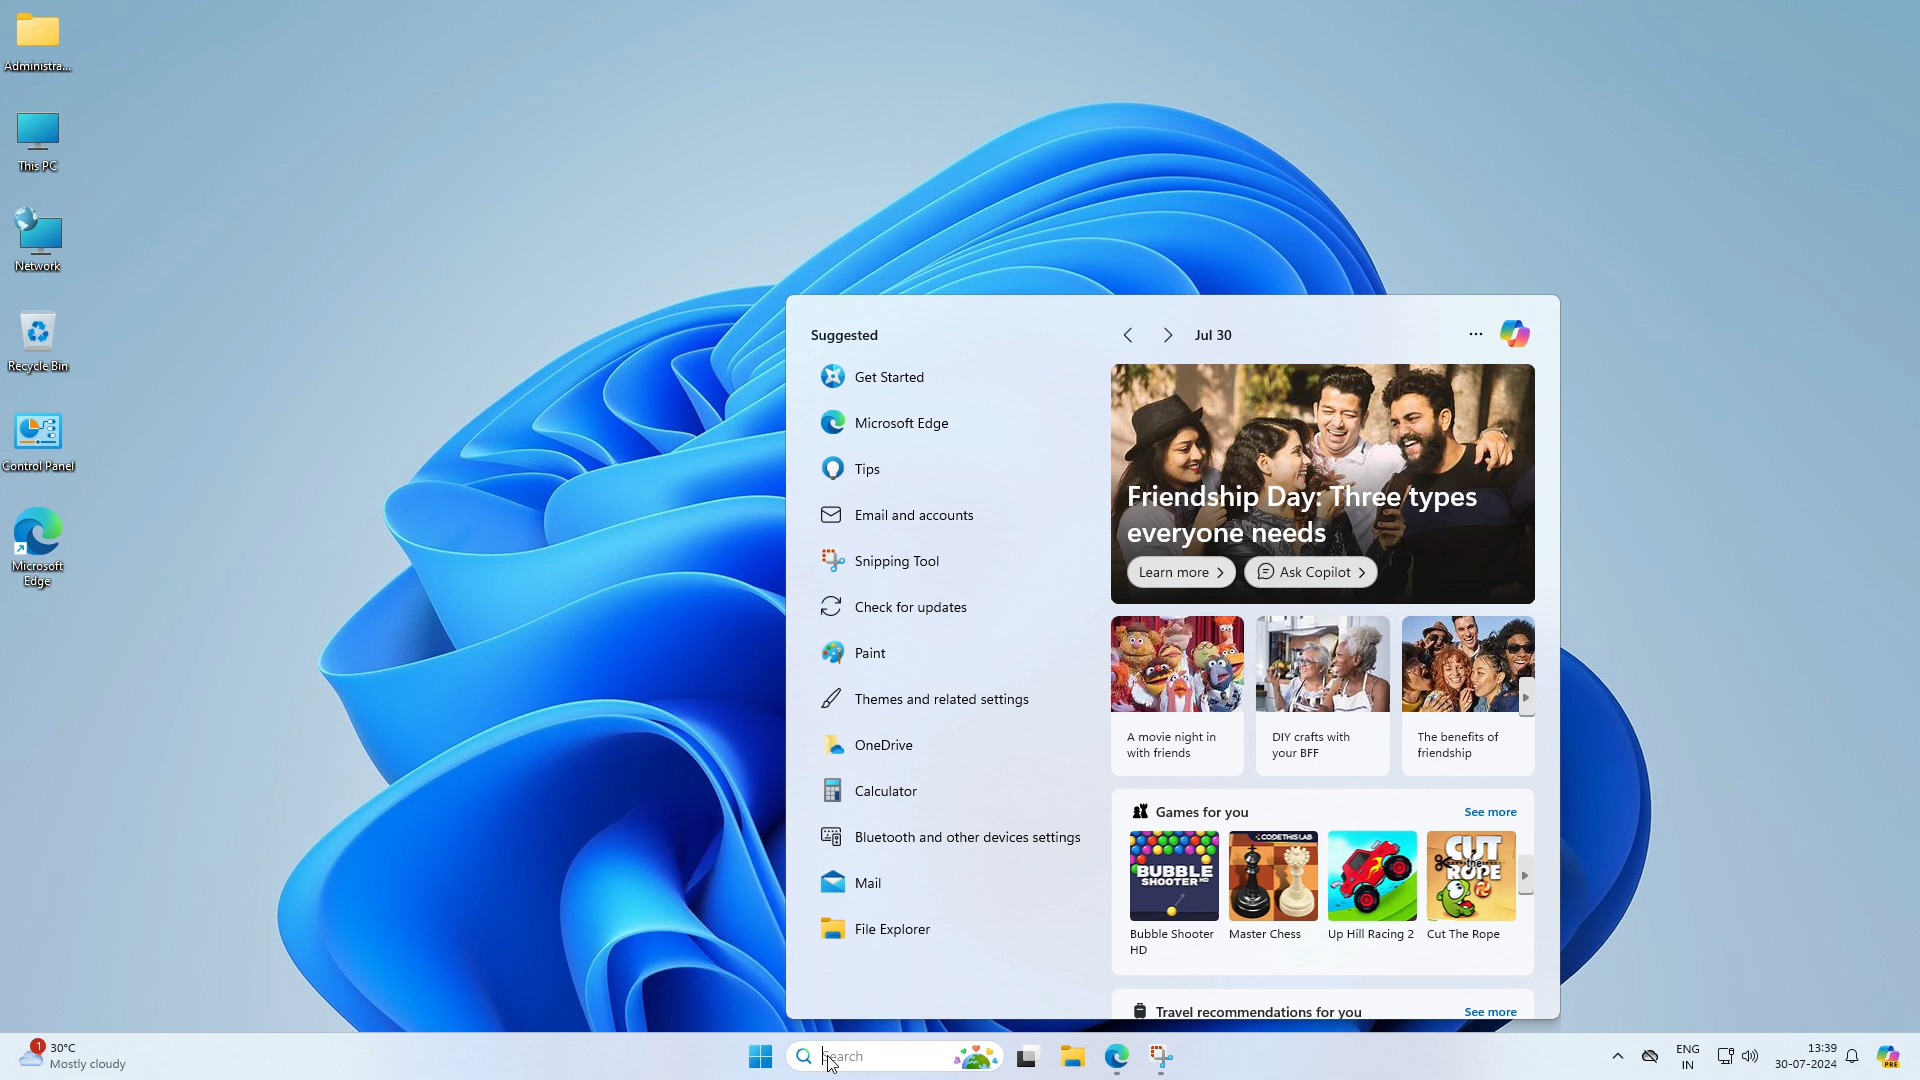 Administra...
This PC
Network
Recycle Bin
Control Panel
Microsoft
Edge
Suggested
Get Started
Microsoft Edge
Tips
Email and accounts
Snipping Tool
Check for updates
Paint
Themes and related settings
OneDrive
Calculator
Bluetooth and other devices settings
Mail
File Explorer
Jul 30
Friendship Day: Three types
everyone needs
Learn more
Ask Copilot
A movie night in
with friends
DIY crafts with
your BFF
The benefits of
friendship
Games for you
See more
BUBBLE
SHOOTER HD
CODETHISLAB
CUT
the
ROPE
Bubble Shooter
HD
Master Chess
Up Hill Racing 2
Cut The Rope
Travel recommendations for you
See more
1
30°C
Mostly cloudy
Search
ENG
IN
13:39
30-07-2024
PRE